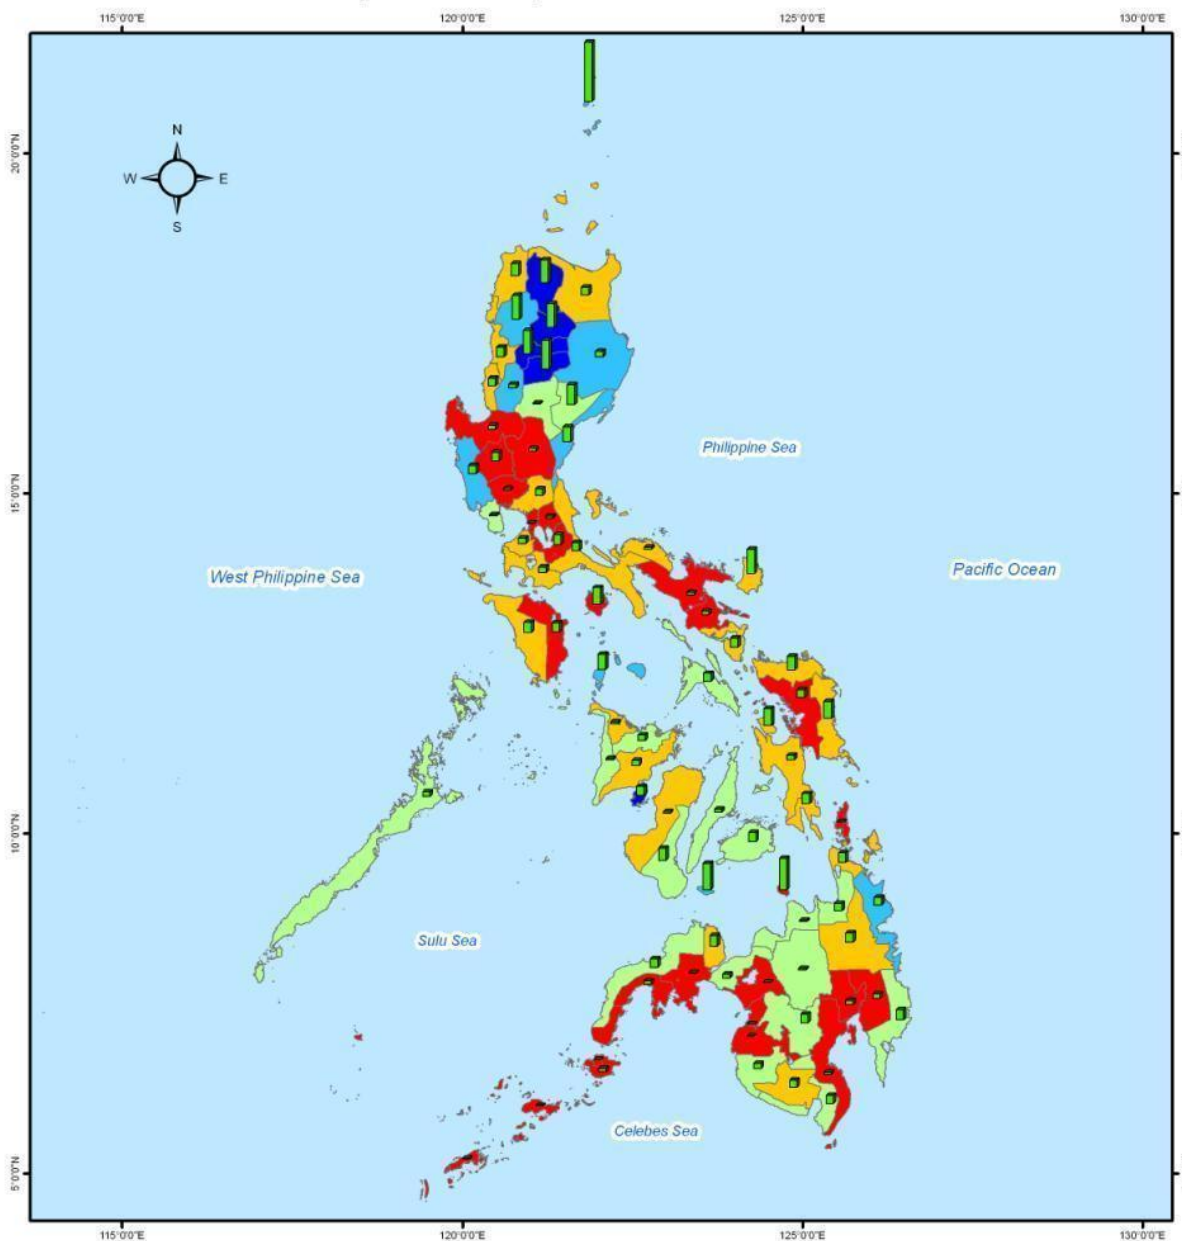 115°0'0"E 120°0'0"E 125°0'0"E 130°0'0"E
N
W E
S
20°0'0"N
Philippine Sea
15°0'0"N
West Philippine Sea
Pacific Ocean
10°0'0"N
Sulu Sea
Celebes Sea
5°0'0"N
115°0'0"E 120°0'0"E 125°0'0"E 130°0'0"E